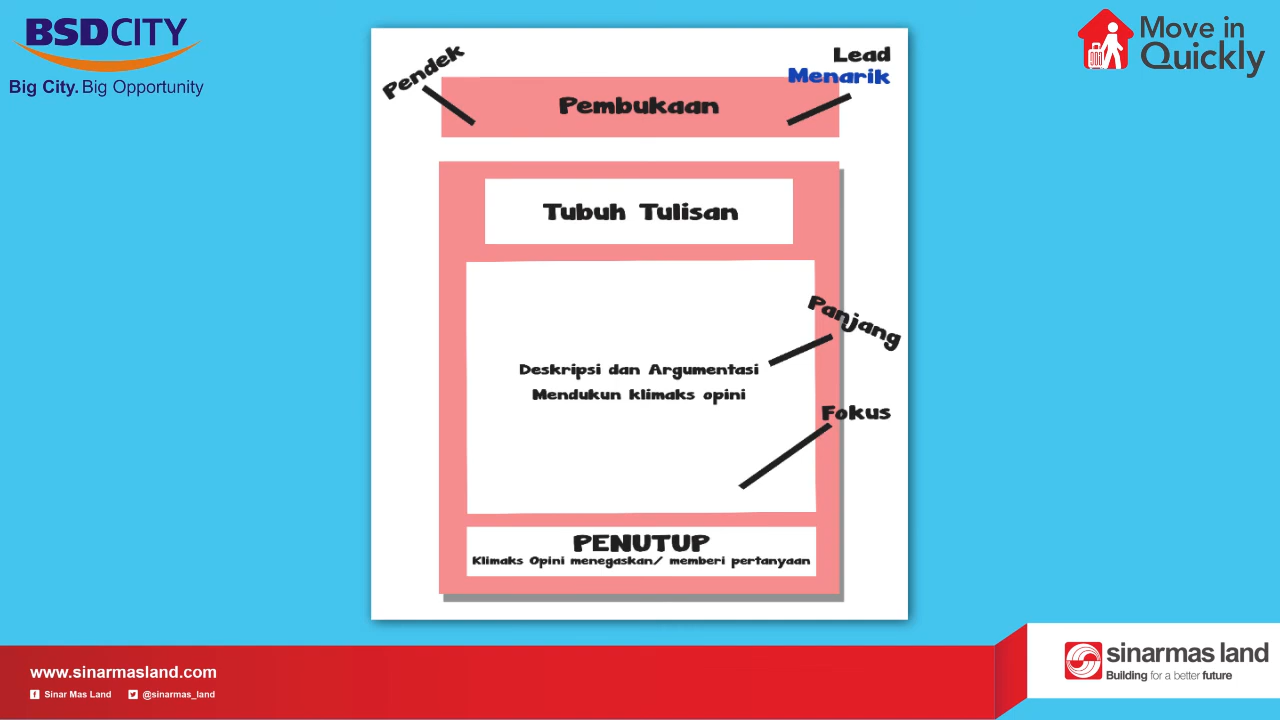 BSDCITY
Big City. Big Opportunity
Move in
Quickly
Pendek
Lead
Menarik
Pembukaan
Tubuh Tulisan
Panjang
Deskripsi dan Argumentasi
Mendukun klimaks opini
Fokus
PENUTUP
Klimaks Opini menegaskan/ memberi pertanyaan
www.sinarmasland.com
Sinar Mas Land
@sinarmas_land
sinarmas land
Building for a better future